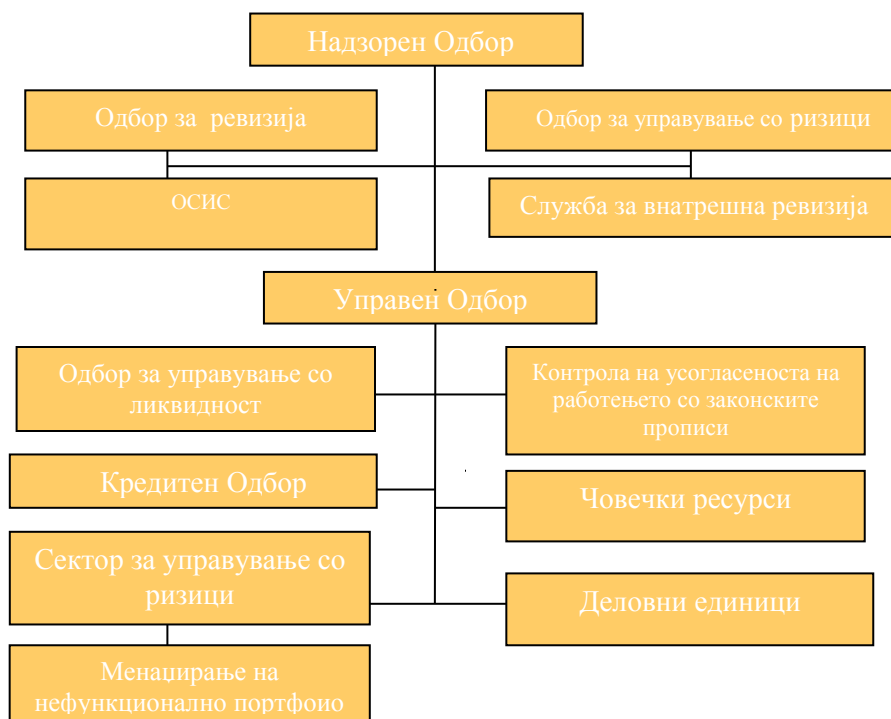 Надзорен Одбор
Одбор за ревизија
Одбор за управување со ризици
ОСИС
Служба за внатрешна ревизија
Управен Одбор
Одбор за управување со
ликвидност
Контрола на усогласеноста на
работењето со законските
прописи
Кредитен Одбор
Човечки ресурси
Сектор за управување со
ризици
Деловни единици
Менаџирање на
нефункционално портфоио